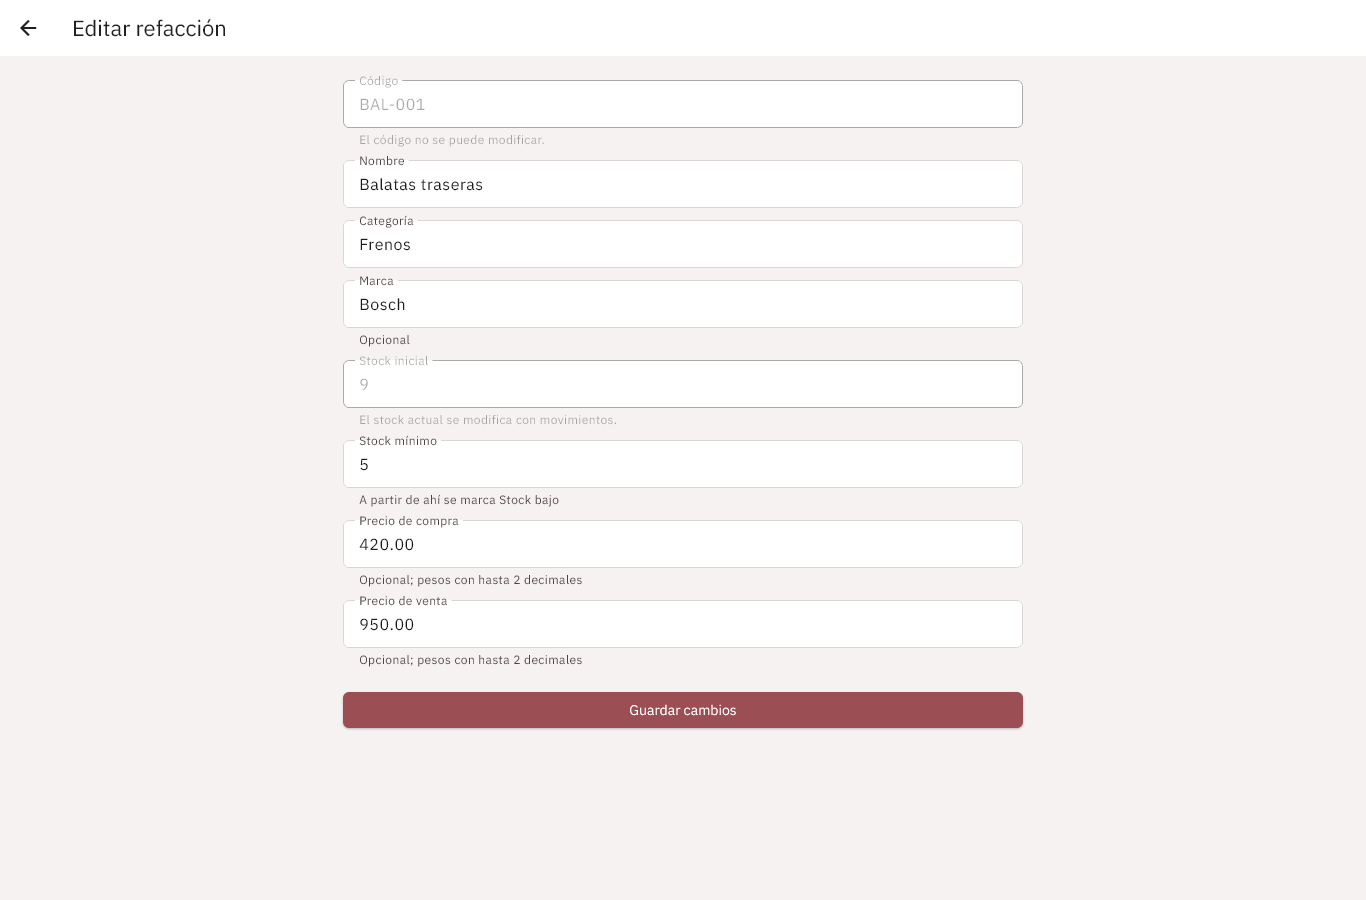 Editar refacción
Código
BAL-001
El código no se puede modificar.
Nombre
Balatas traseras
Categoría
Frenos
Marca
Bosch
Opcional
Stock inicial
9
El stock actual se modifica con movimientos.
Stock mínimo
5
A partir de ahí se marca Stock bajo
Precio de compra
420.00
Opcional; pesos con hasta 2 decimales
Precio de venta
950.00
Opcional; pesos con hasta 2 decimales
Guardar cambios